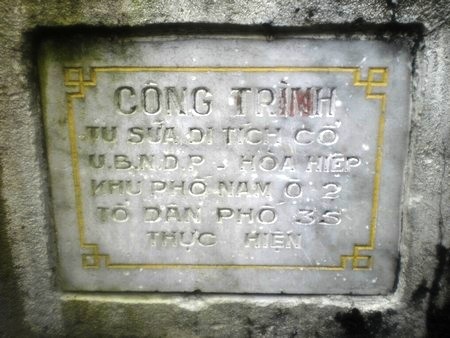 CÔNG TRÌNH
TU SỬA DI TÍCH CỔ
U.B.N.D.P - HÒA HIỆP
KHU PHỐ NAM Ô 2
TỔ DÂN PHỐ 35
THỰC HIỆN